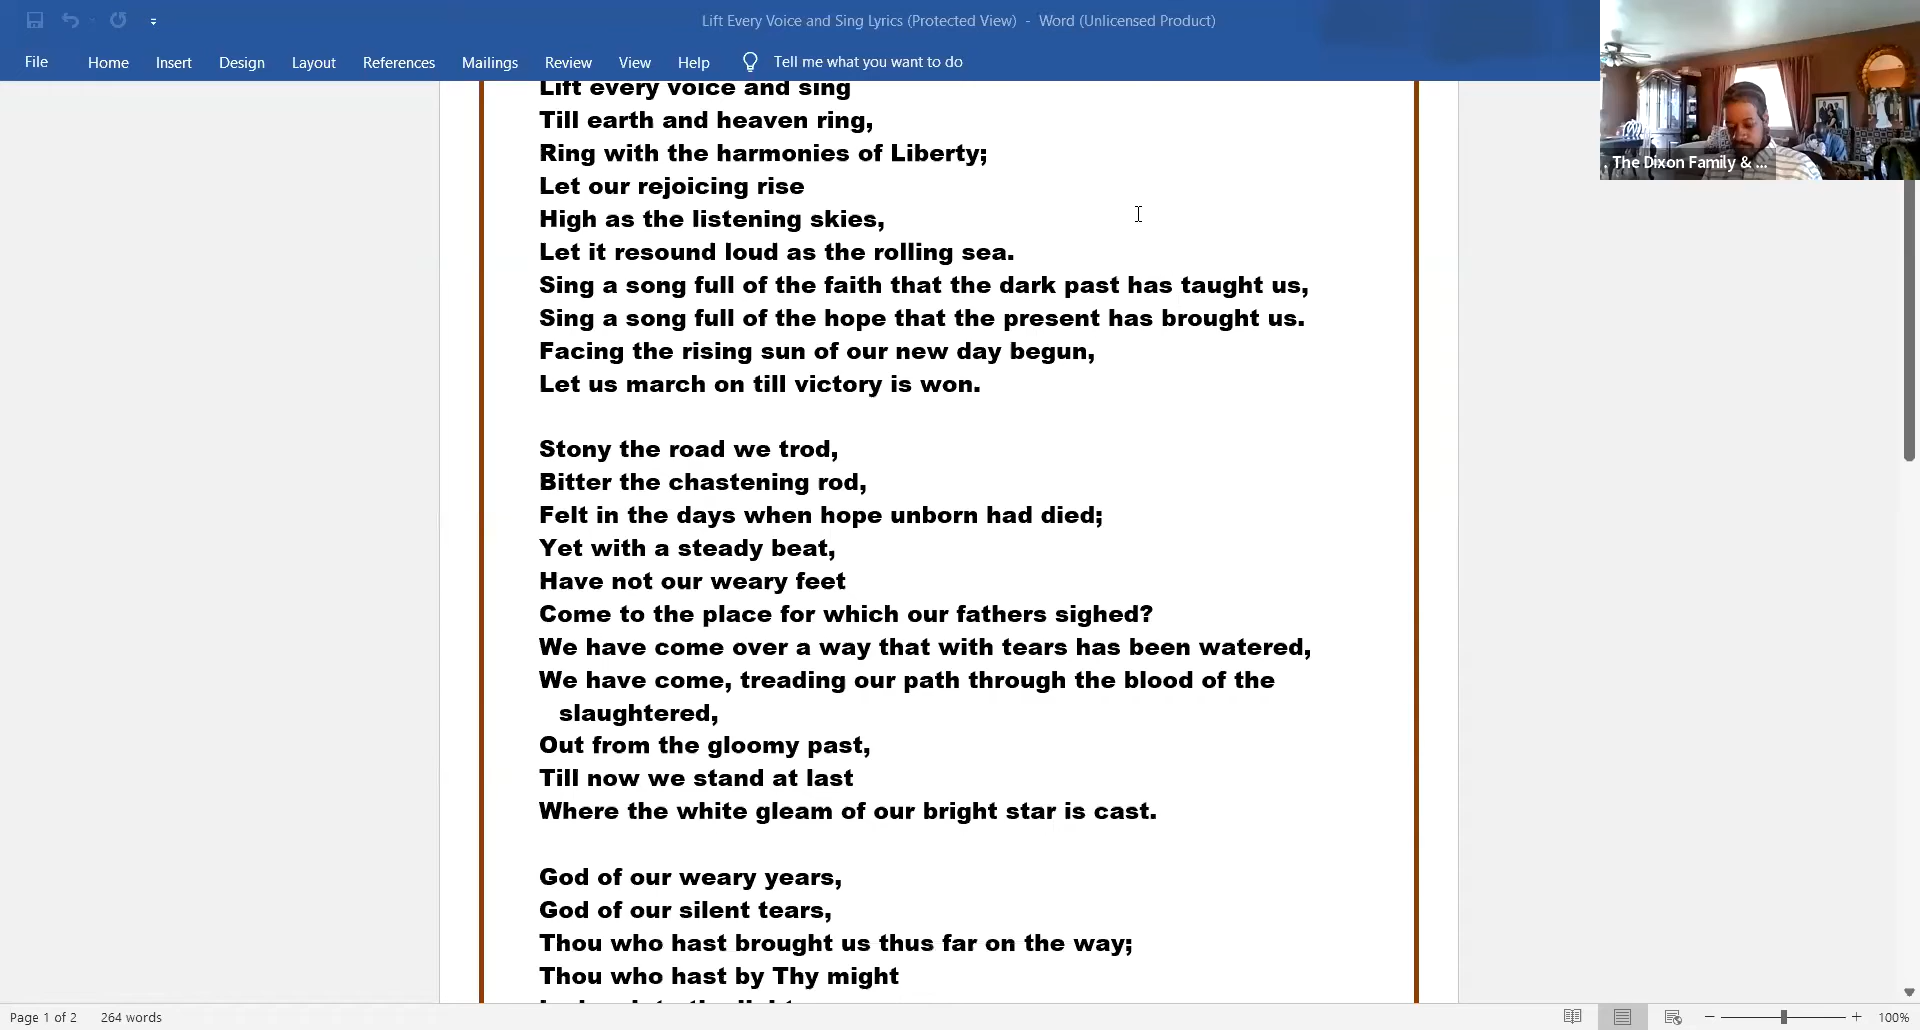 Lift Every Voice and Sing Lyrics (Protected View) - Word (Unlicensed Product)
File Home Insert Design Layout References Mailings Review View Help Tell me what you want to do
. The Dixon Family & ...
Lift every voice and sing
Till earth and heaven ring,
Ring with the harmonies of Liberty;
Let our rejoicing rise
High as the listening skies,
Let it resound loud as the rolling sea.
Sing a song full of the faith that the dark past has taught us,
Sing a song full of the hope that the present has brought us.
Facing the rising sun of our new day begun,
Let us march on till victory is won.
Stony the road we trod,
Bitter the chastening rod,
Felt in the days when hope unborn had died;
Yet with a steady beat,
Have not our weary feet
Come to the place for which our fathers sighed?
We have come over a way that with tears has been watered,
We have come, treading our path through the blood of the
slaughtered,
Out from the gloomy past,
Till now we stand at last
Where the white gleam of our bright star is cast.
God of our weary years,
God of our silent tears,
Thou who hast brought us thus far on the way;
Thou who hast by Thy might
Page 1 of 2 264 words 100%